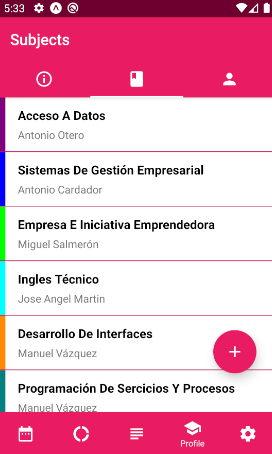 5:33
Subjects
Acceso A Datos
Antonio Otero
Sistemas De Gestión Empresarial
Antonio Cardador
Empresa E Iniciativa Emprendedora
Miguel Salmerón
Ingles Técnico
Jose Angel Martin
Desarrollo De Interfaces
Manuel Vázquez
Programación De Sercicios Y Procesos
Manuel Vázquez
Profile